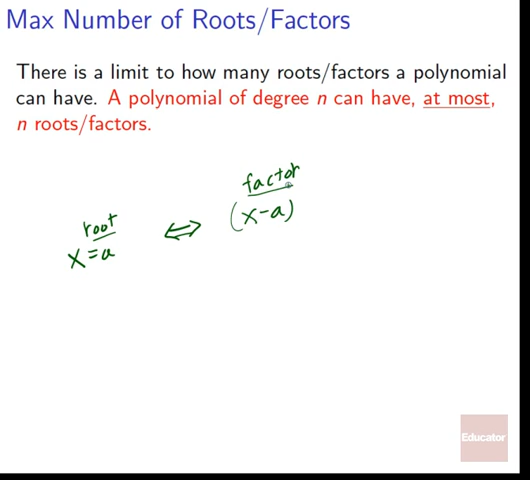 Max Number of Roots/Factors
There is a limit to how many roots/factors a polynomial
can have. A polynomial of degree n can have, at most,
n roots/factors.
factor
root ⇔ (x-a)
x=a
Educator